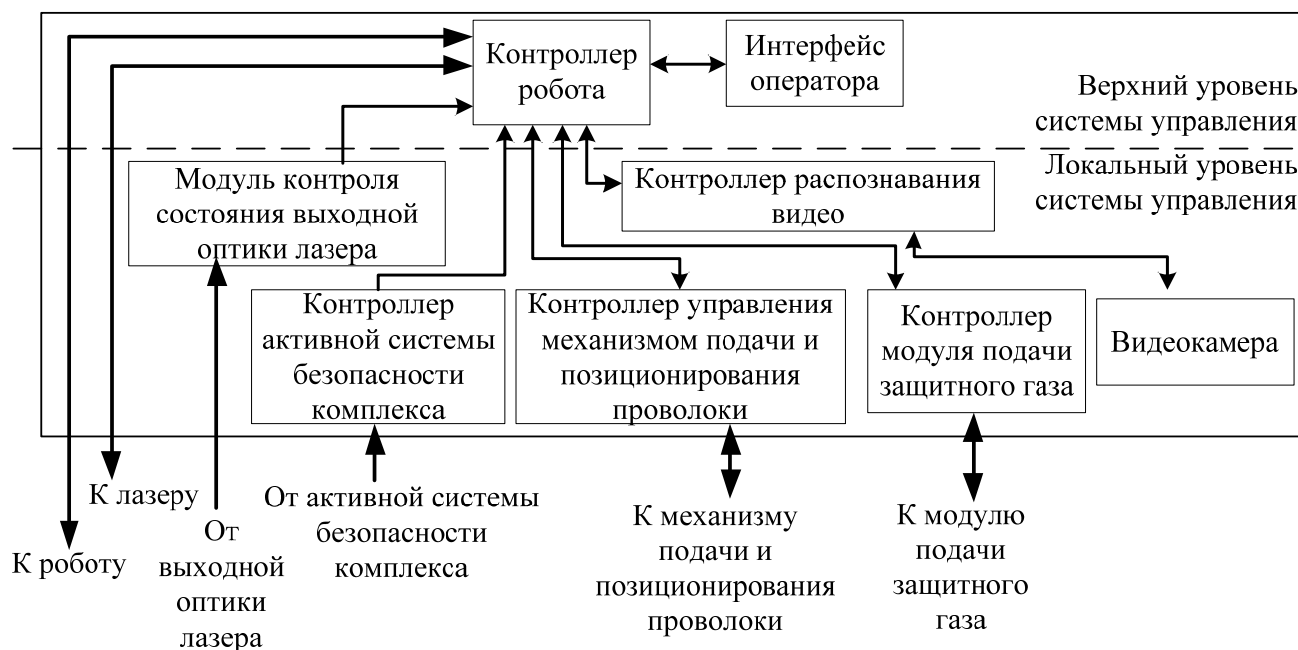 Контроллер
робота
Интерфейс
оператора
Верхний уровень
системы управления
Локальный уровень
системы управления
Модуль контроля
состояния выходной
оптики лазера
Контроллер распознавания
видео
Контроллер
активной системы
безопасности
комплекса
Контроллер управления
механизмом подачи и
позиционирования
проволоки
Контроллер
модуля подачи
защитного газа
Видеокамера
К роботу
К лазеру
От
выходной
оптики
лазера
От активной системы
безопасности
комплекса
К механизму
подачи и
позиционирования
проволоки
К модулю
подачи
защитного
газа